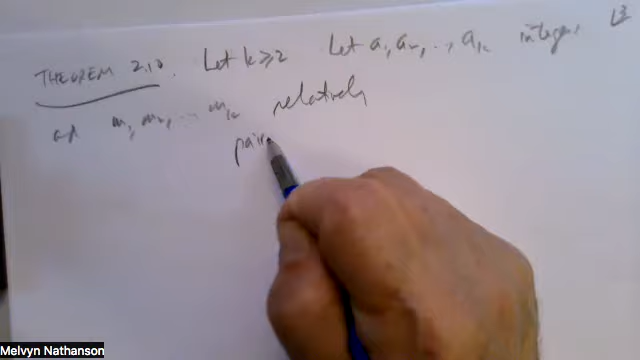 THEOREM 2.10. Let k ≥ 2 Let a₁, a₂, ..., aₖ integers
and m₁, m₂, ... mₖ relatively
pair
Melvyn Nathanson